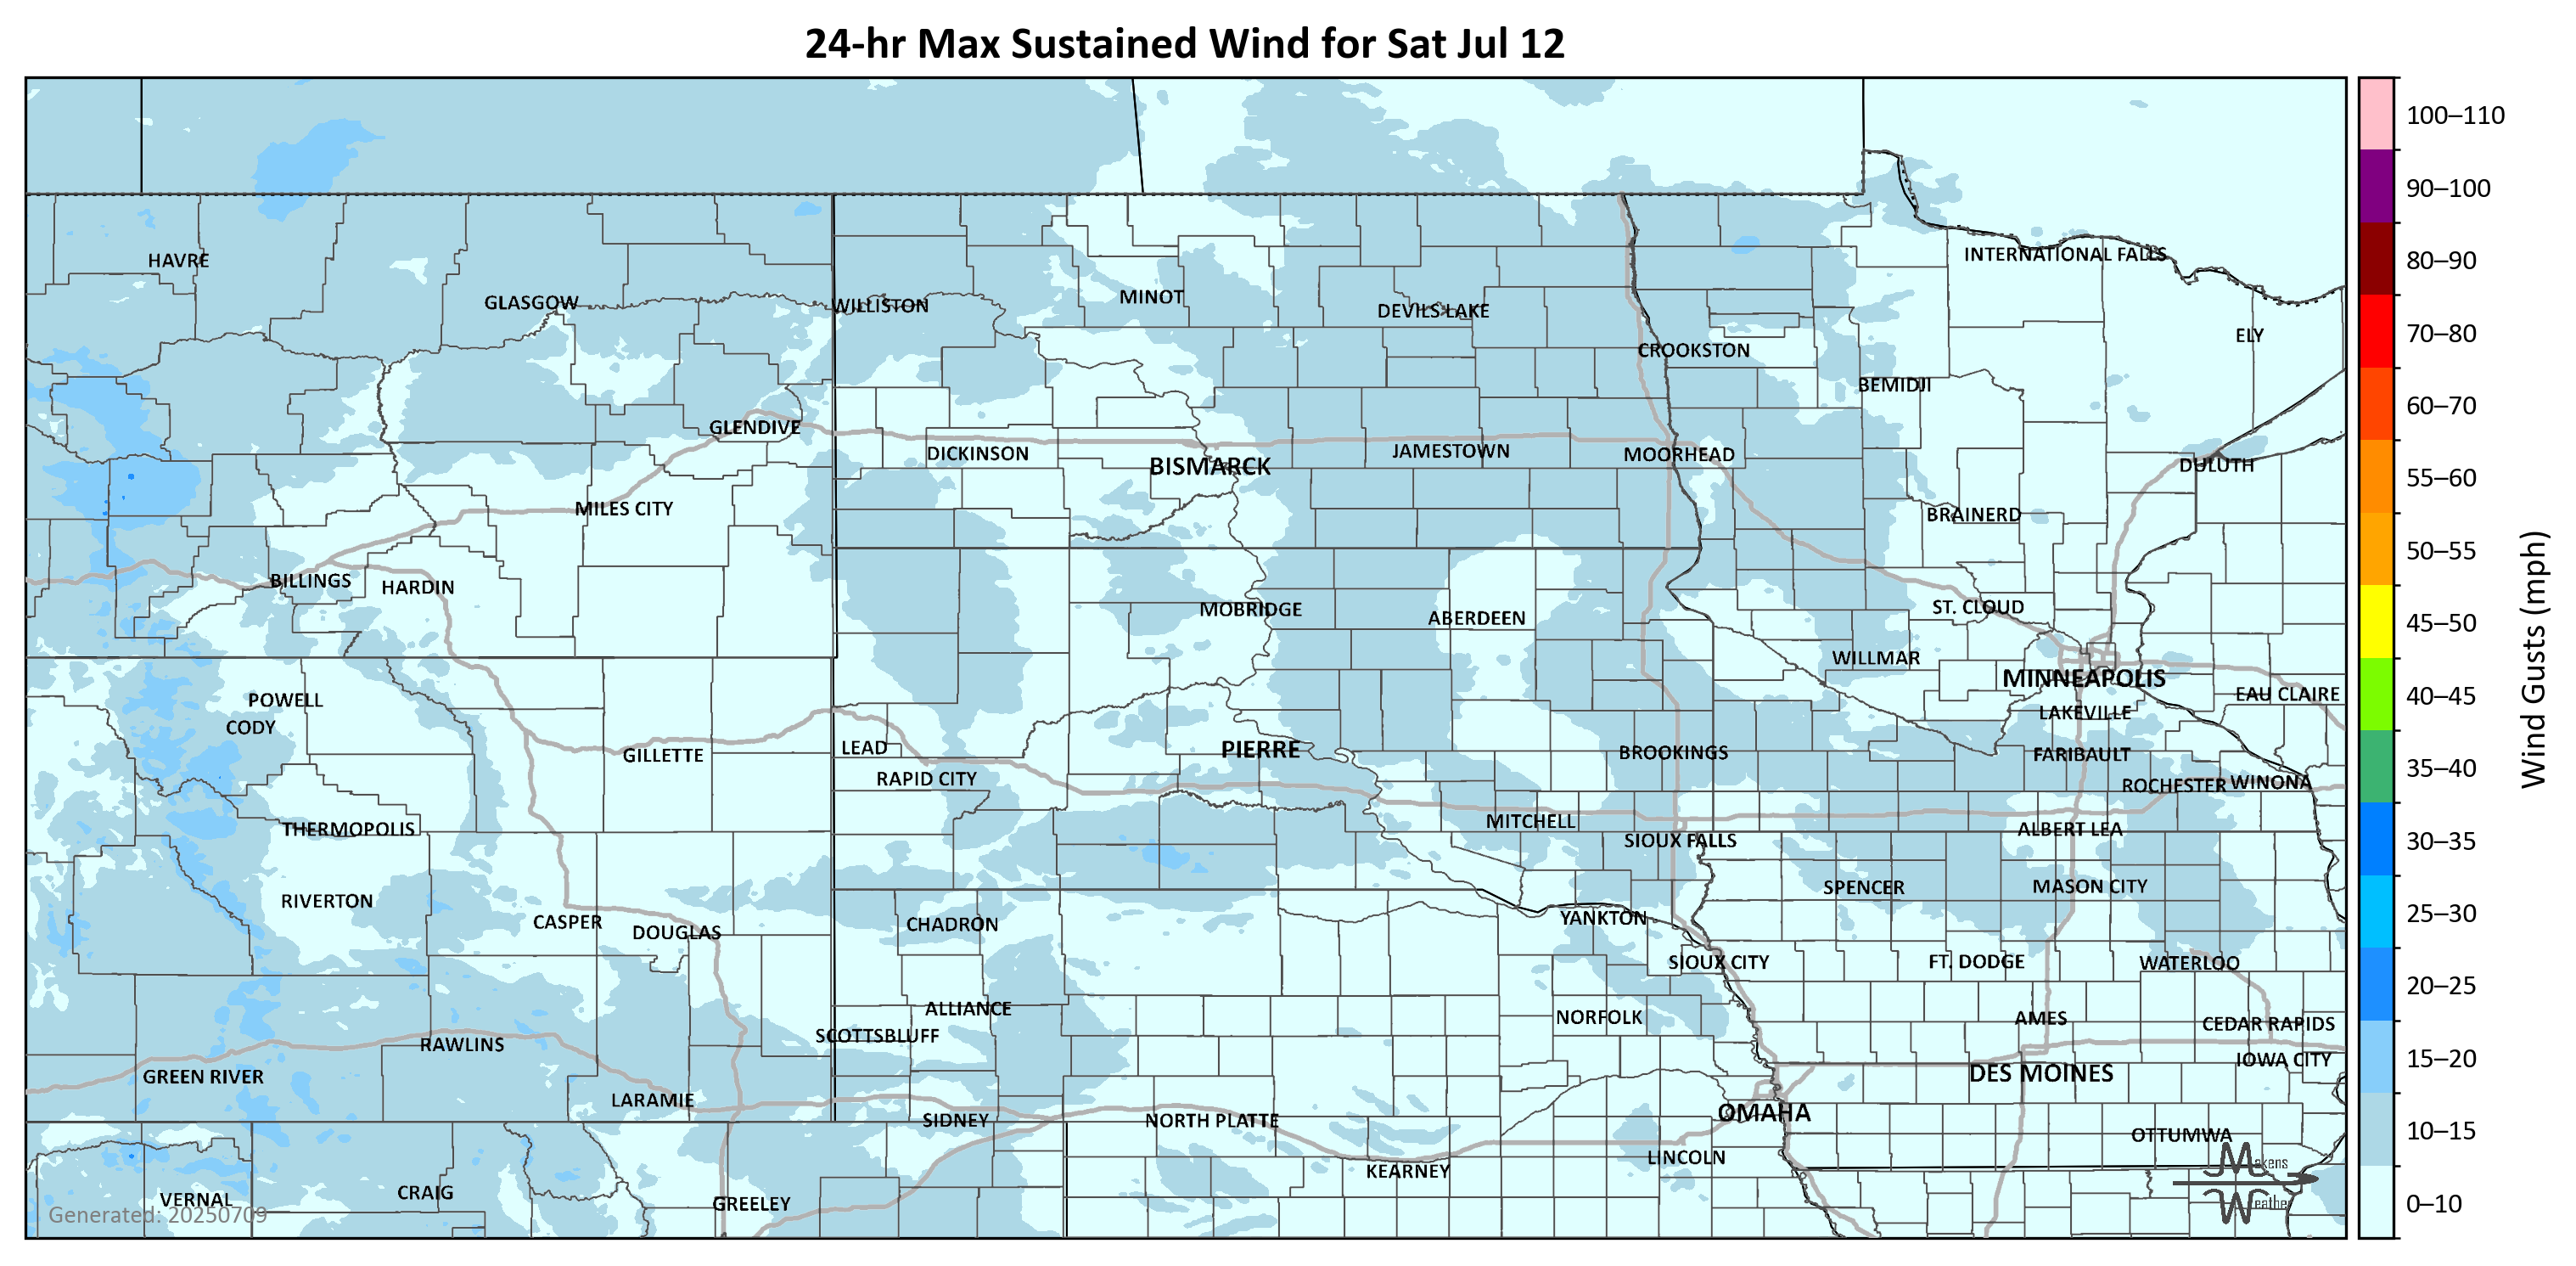 24-hr Max Sustained Wind for Sat Jul 12
100–110
90–100
80–90
70–80
60–70
55–60
50–55
45–50
40–45
35–40
30–35
25–30
20–25
15–20
10–15
0–10
Wind Gusts (mph)
HAVRE
INTERNATIONAL FALLS
GLASGOW
WILLISTON
MINOT
DEVILS LAKE
ELY
CROOKSTON
BEMIDJI
GLENDIVE
DICKINSON
BISMARCK
JAMESTOWN
MOORHEAD
DULUTH
MILES CITY
BRAINERD
BILLINGS
HARDIN
MOBRIDGE
ABERDEEN
ST. CLOUD
WILLMAR
MINNEAPOLIS
EAU CLAIRE
POWELL
CODY
LAKEVILLE
GILLETTE
LEAD
PIERRE
BROOKINGS
FARIBAULT
RAPID CITY
ROCHESTER
WINONA
THERMOPOLIS
MITCHELL
SIOUX FALLS
ALBERT LEA
RIVERTON
SPENCER
MASON CITY
CASPER
DOUGLAS
CHADRON
YANKTON
SIOUX CITY
FT. DODGE
WATERLOO
ALLIANCE
SCOTTSBLUFF
NORFOLK
AMES
CEDAR RAPIDS
RAWLINS
IOWA CITY
GREEN RIVER
DES MOINES
LARAMIE
SIDNEY
NORTH PLATTE
OMAHA
OTTUMWA
KEARNEY
LINCOLN
VERNAL
CRAIG
GREELEY
Makens
Weather
Generated: 20250709